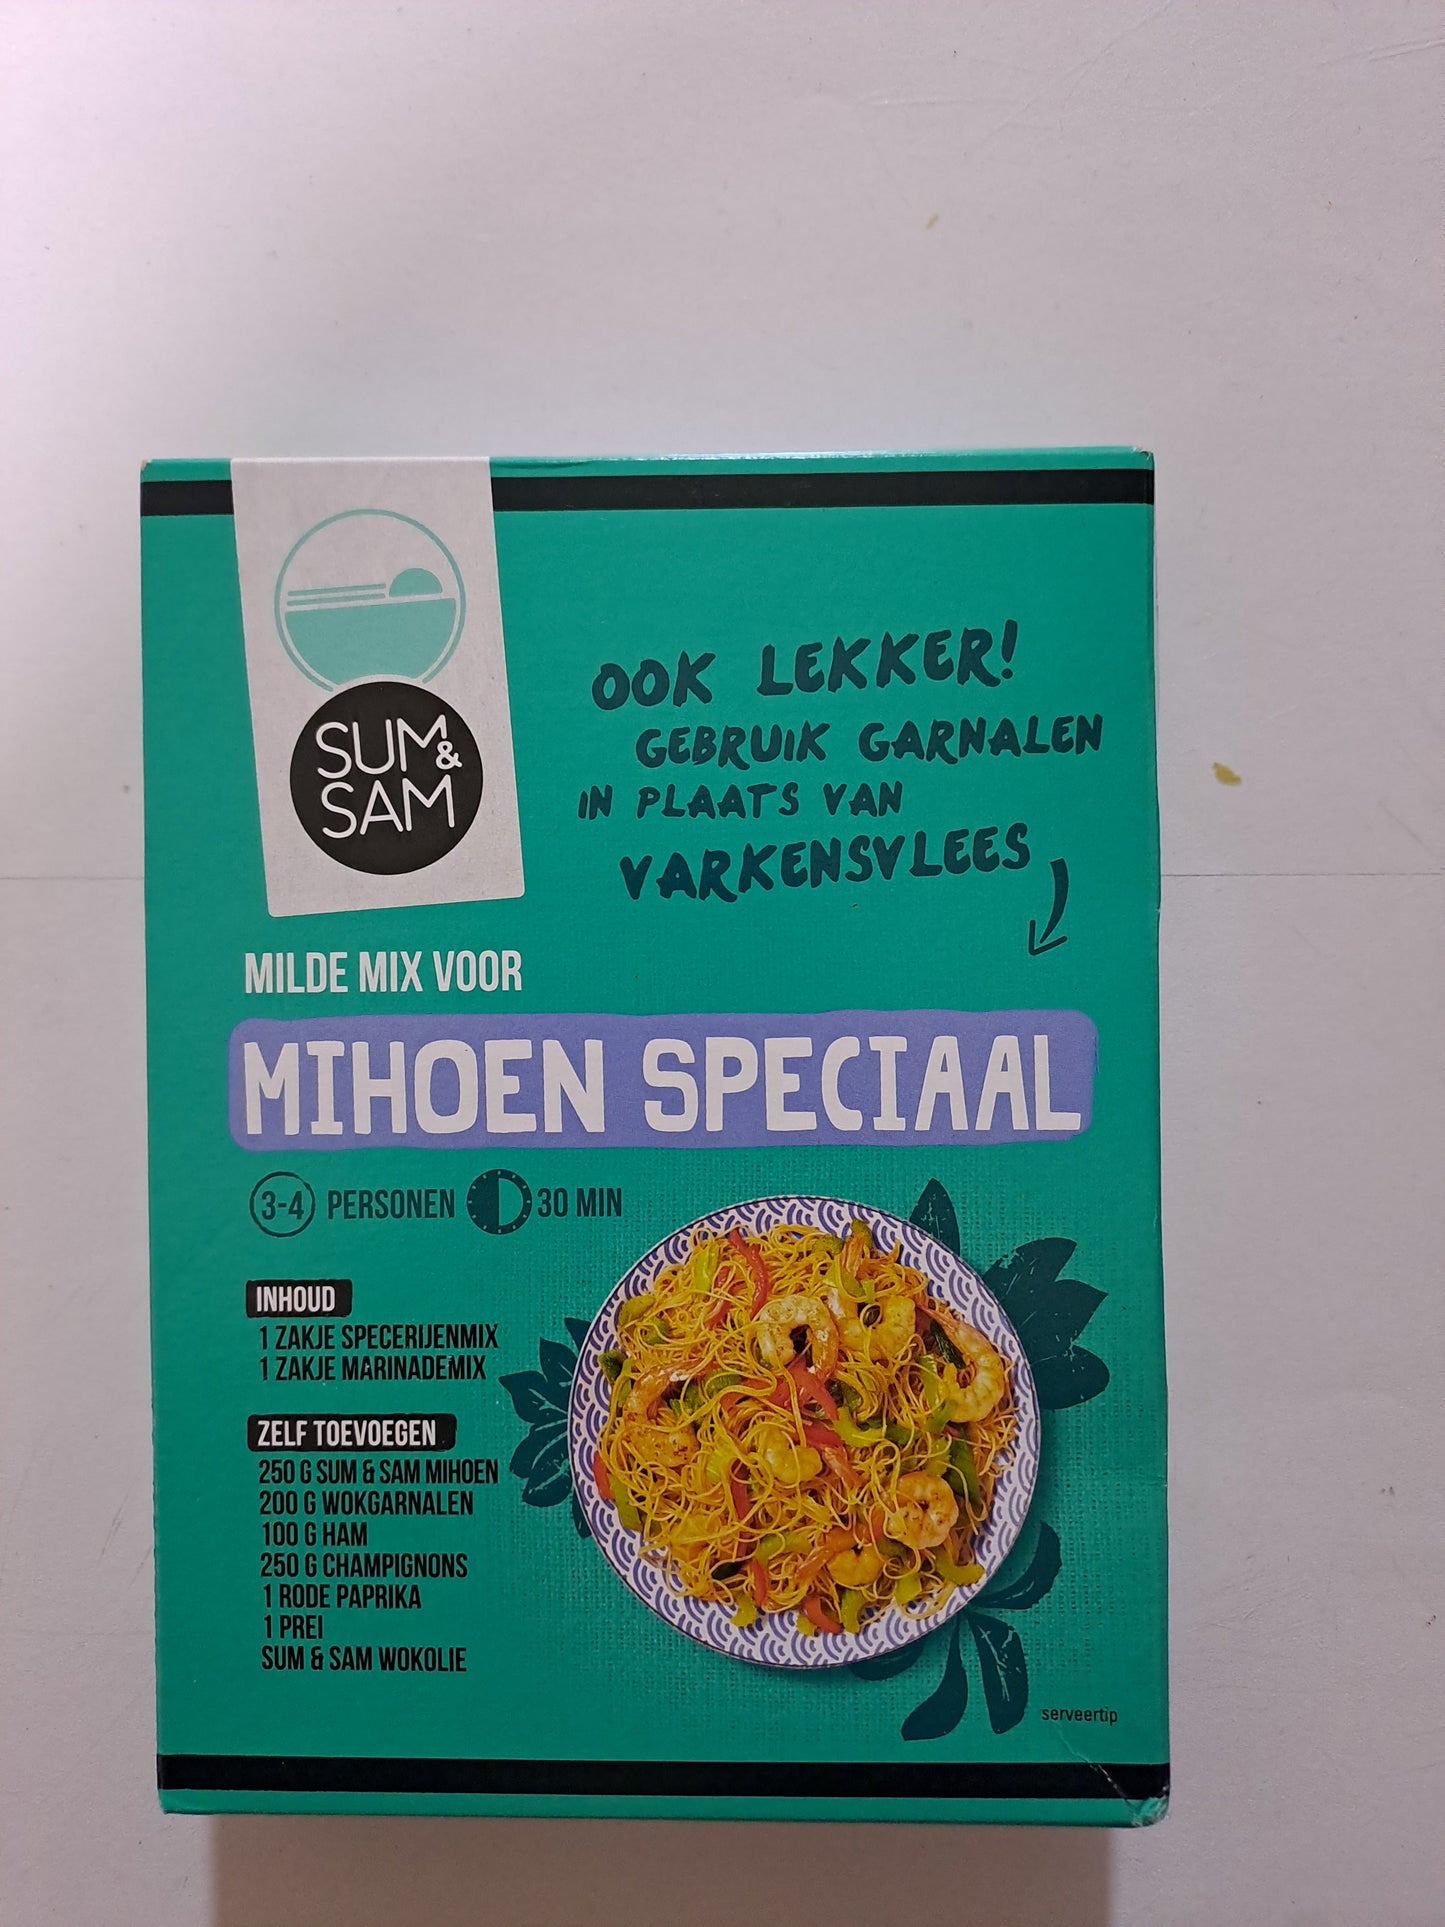 SUM &
SAM
OOK LEKKER!
GEBRUIK GARNALEN
IN PLAATS VAN
VARKENSVLEES
MILDE MIX VOOR
MIHOEN SPECIAAL
3-4 PERSONEN 30 MIN
INHOUD
1 ZAKJE SPECERIJENMIX
1 ZAKJE MARINADEMIX
ZELF TOEVOEGEN
250 G SUM & SAM MIHOEN
200 G WOKGARNALEN
100 G HAM
250 G CHAMPIGNONS
1 RODE PAPRIKA
1 PREI
SUM & SAM WOKOLIE
serveertip